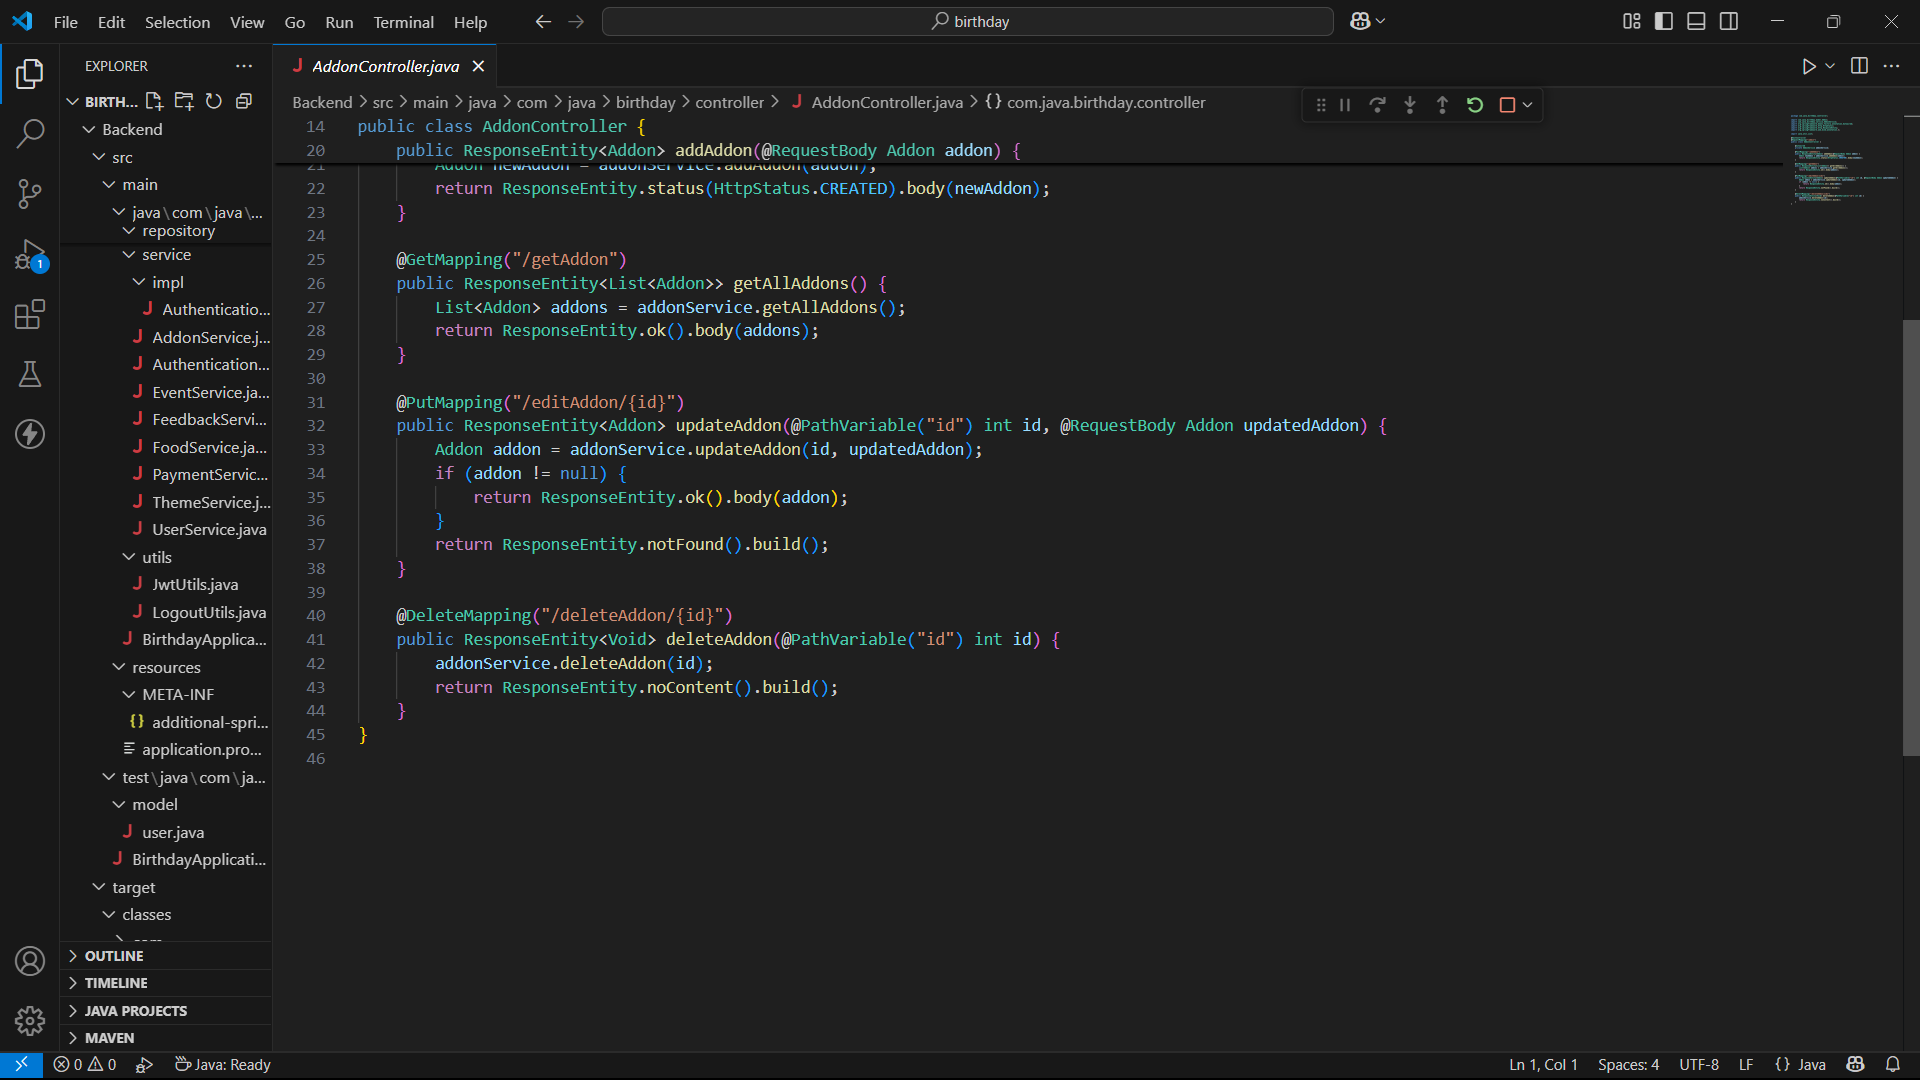 File Edit Selection View Go Run Terminal Help
birthday
EXPLORER
BIRTH...
Backend
src
main
java\com\java\...
repository
service
impl
Authenticatio...
AddonService.j...
Authentication...
EventService.ja...
FeedbackServi...
FoodService.ja...
PaymentServic...
ThemeService.j...
UserService.java
utils
JwtUtils.java
LogoutUtils.java
BirthdayApplica...
resources
META-INF
{} additional-spri...
application.pro...
test\java\com\ja...
model
user.java
BirthdayApplicati...
target
classes
OUTLINE
TIMELINE
JAVA PROJECTS
MAVEN
1
J AddonController.java
Backend > src > main > java > com > java > birthday > controller > J AddonController.java > {} com.java.birthday.controller
14 public class AddonController {
20 public ResponseEntity<Addon> addAddon(@RequestBody Addon addon) {
21 Addon newAddon = addonService.addAddon(addon);
22 return ResponseEntity.status(HttpStatus.CREATED).body(newAddon);
23 }
24
25 @GetMapping("/getAddon")
26 public ResponseEntity<List<Addon>> getAllAddons() {
27 List<Addon> addons = addonService.getAllAddons();
28 return ResponseEntity.ok().body(addons);
29 }
30
31 @PutMapping("/editAddon/{id}")
32 public ResponseEntity<Addon> updateAddon(@PathVariable("id") int id, @RequestBody Addon updatedAddon) {
33 Addon addon = addonService.updateAddon(id, updatedAddon);
34 if (addon != null) {
35 return ResponseEntity.ok().body(addon);
36 }
37 return ResponseEntity.notFound().build();
38 }
39
40 @DeleteMapping("/deleteAddon/{id}")
41 public ResponseEntity<Void> deleteAddon(@PathVariable("id") int id) {
42 addonService.deleteAddon(id);
43 return ResponseEntity.noContent().build();
44 }
45 }
46
0 0 Java: Ready
Ln 1, Col 1 Spaces: 4 UTF-8 LF {} Java